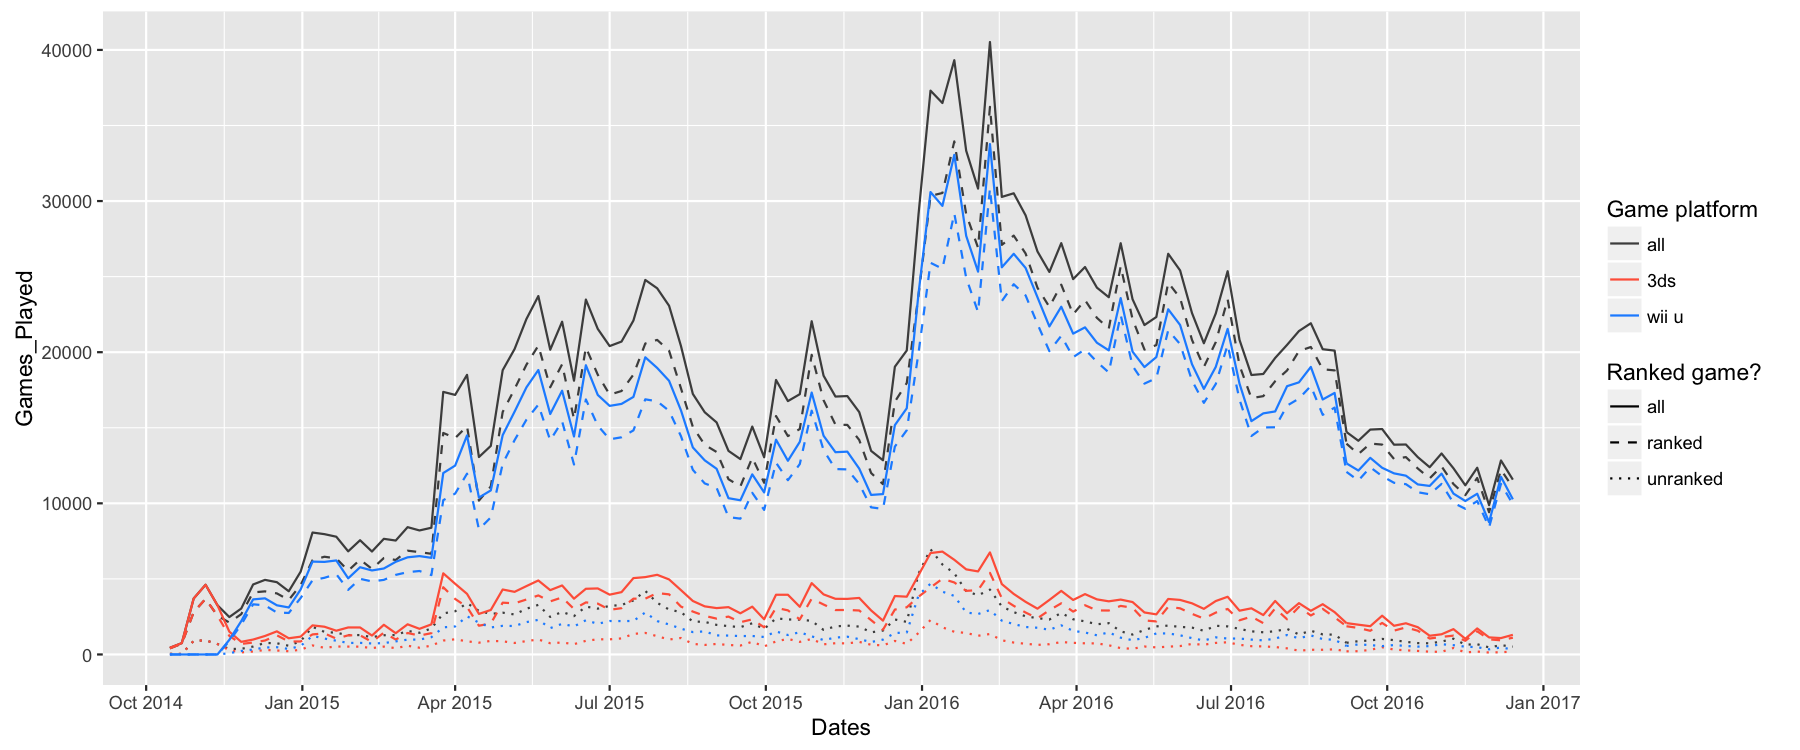 40000
30000
20000
10000
0
Games_Played
Oct 2014 Jan 2015 Apr 2015 Jul 2015 Oct 2015 Jan 2016 Apr 2016 Jul 2016 Oct 2016 Jan 2017
Dates
Game platform
all
3ds
wii u
Ranked game?
all
ranked
unranked